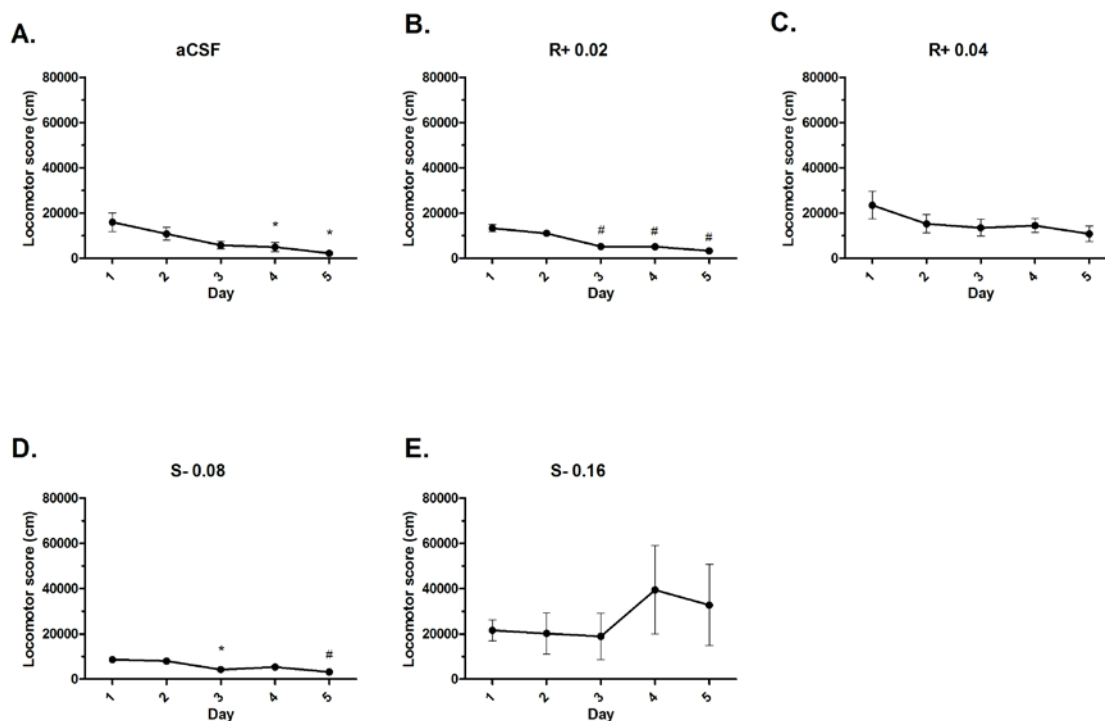 A.
aCSF
Locomotor score (cm)
80000
60000
40000
20000
0
*
*
1
2
3
4
5
Day
B.
R+ 0.02
Locomotor score (cm)
80000
60000
40000
20000
0
#
#
#
1
2
3
4
5
Day
C.
R+ 0.04
Locomotor score (cm)
80000
60000
40000
20000
0
1
2
3
4
5
Day
D.
S- 0.08
Locomotor score (cm)
80000
60000
40000
20000
0
*
#
1
2
3
4
5
Day
E.
S- 0.16
Locomotor score (cm)
80000
60000
40000
20000
0
1
2
3
4
5
Day